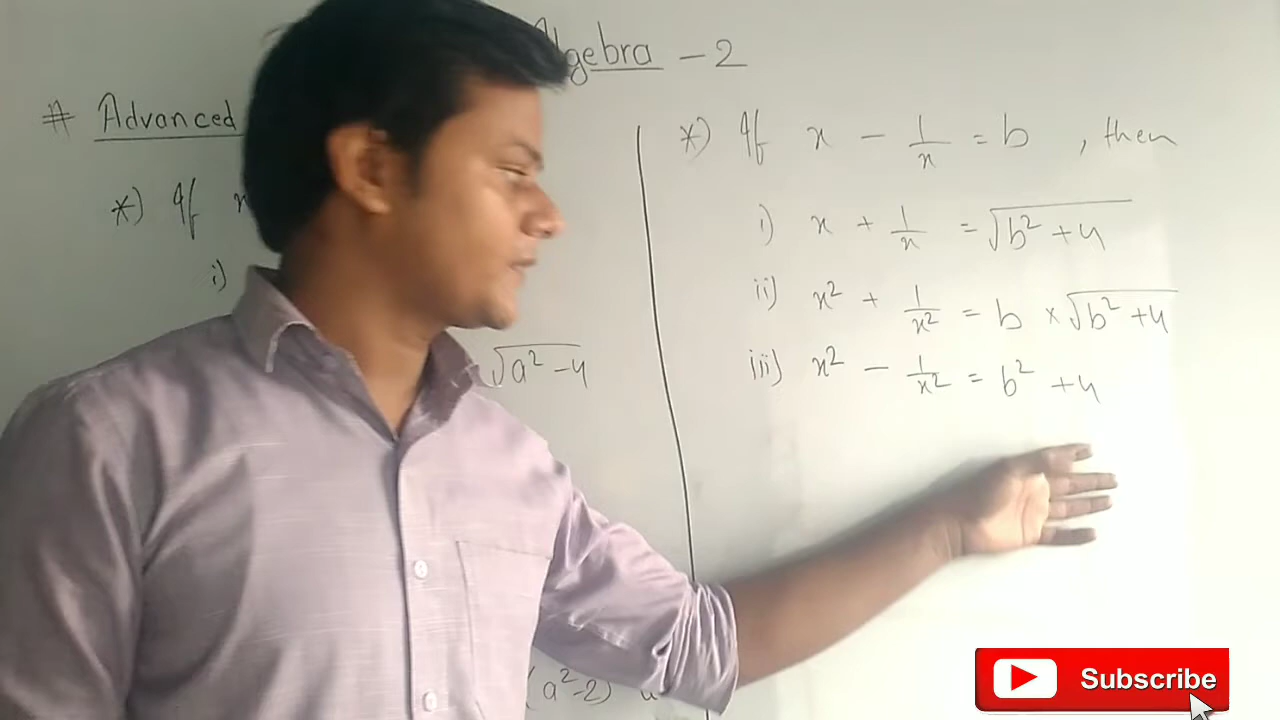 Algebra - 2
# Advanced
*) If x
i)
√a² - 4
(a²-2)
*) If x - 1/x = b , then
i) x + 1/x = √b² + 4
ii) x² + 1/x² = b × √b² + 4
iii) x² - 1/x² = b² + 4
Subscribe